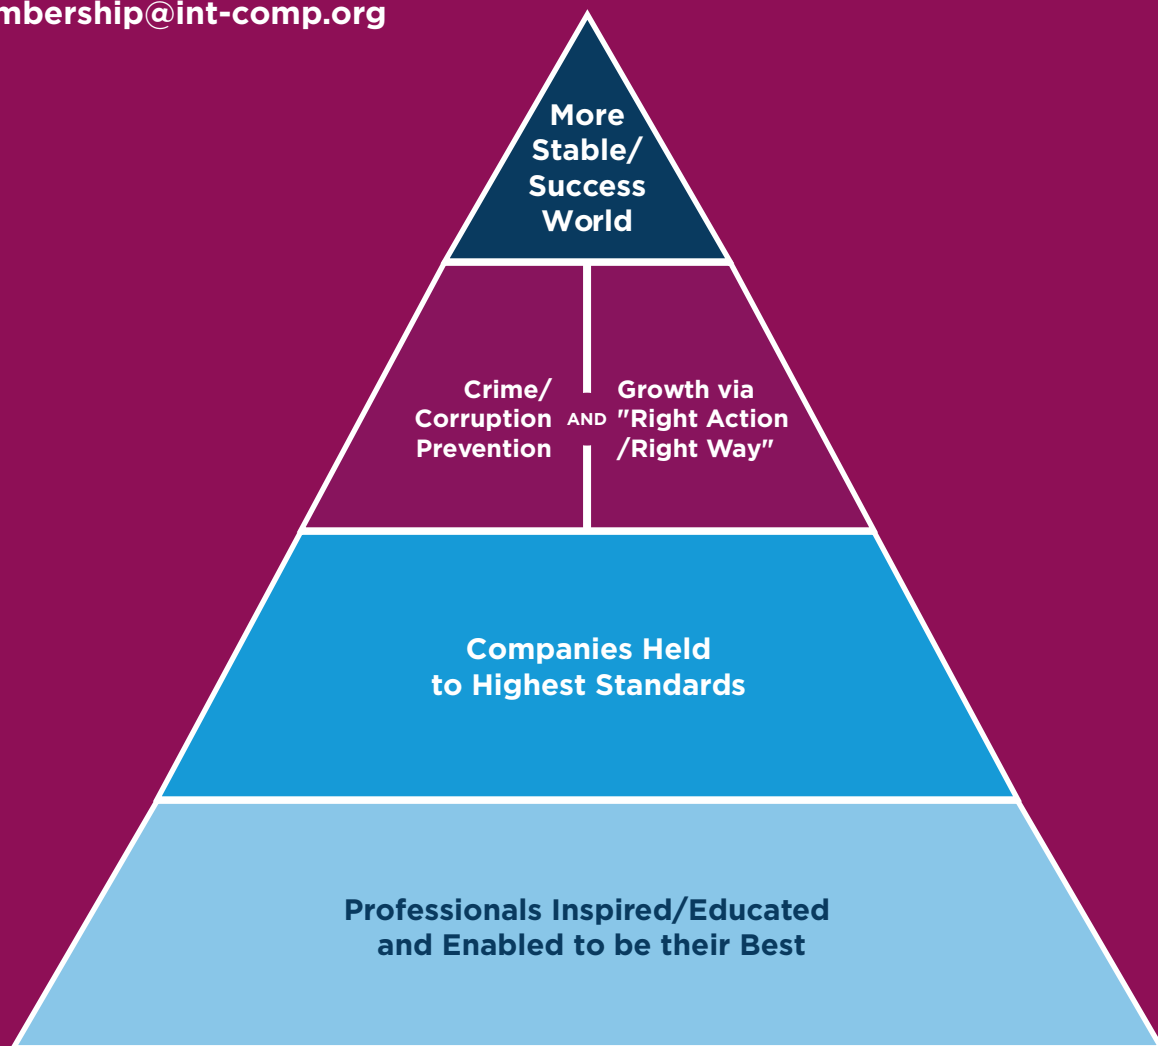 mbership@int-comp.org
More
Stable/
Success
World
Crime/
Corruption
Prevention
AND
Growth via
"Right Action
/Right Way"
Companies Held
to Highest Standards
Professionals Inspired/Educated
and Enabled to be their Best